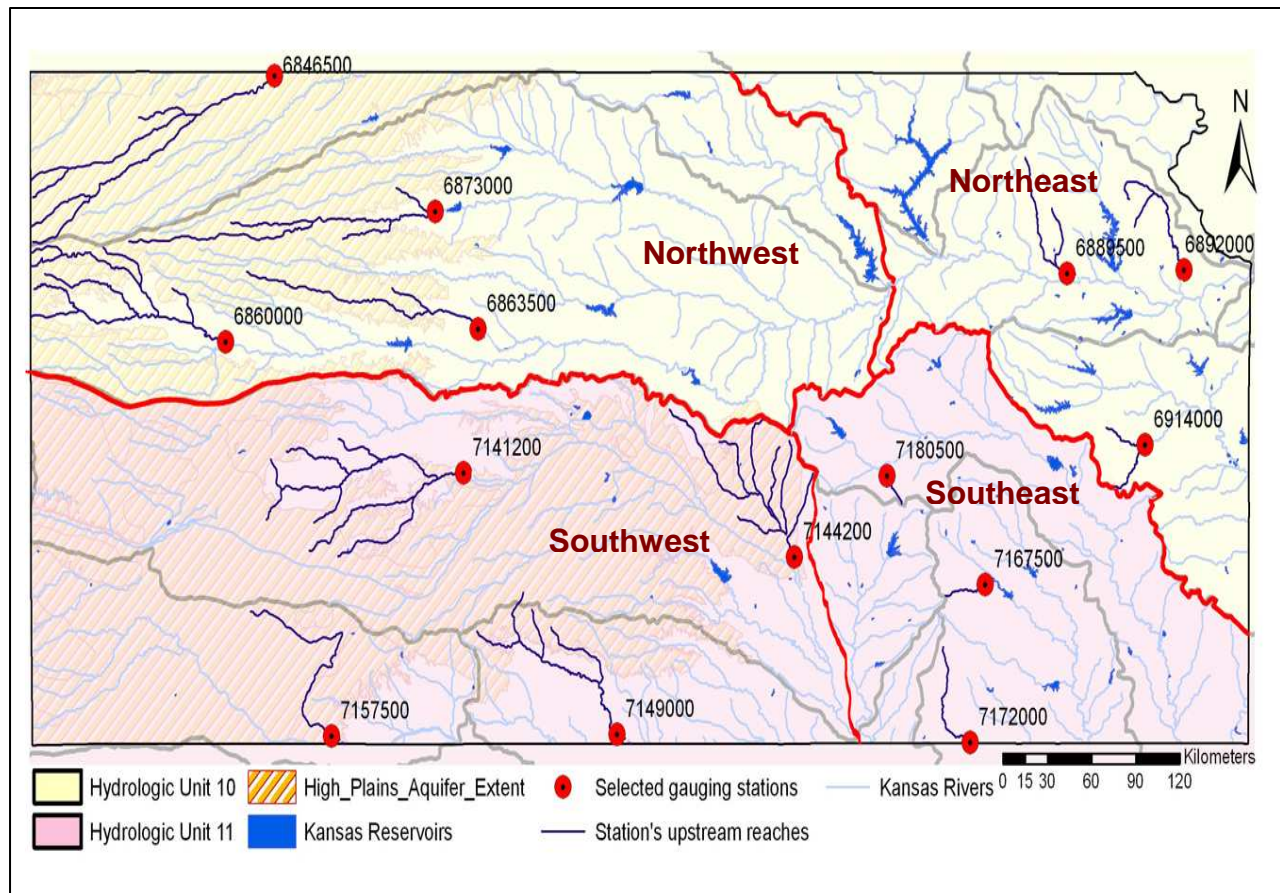 6846500
N
Northeast
6873000
6889500
6892000
Northwest
6863500
6860000
6914000
7141200
7180500
Southeast
Southwest
7144200
7167500
7157500
7149000
7172000
Kilometers
0 15 30 60 90 120
Hydrologic Unit 10
High_Plains_Aquifer_Extent
Selected gauging stations
Kansas Rivers
Hydrologic Unit 11
Kansas Reservoirs
Station's upstream reaches